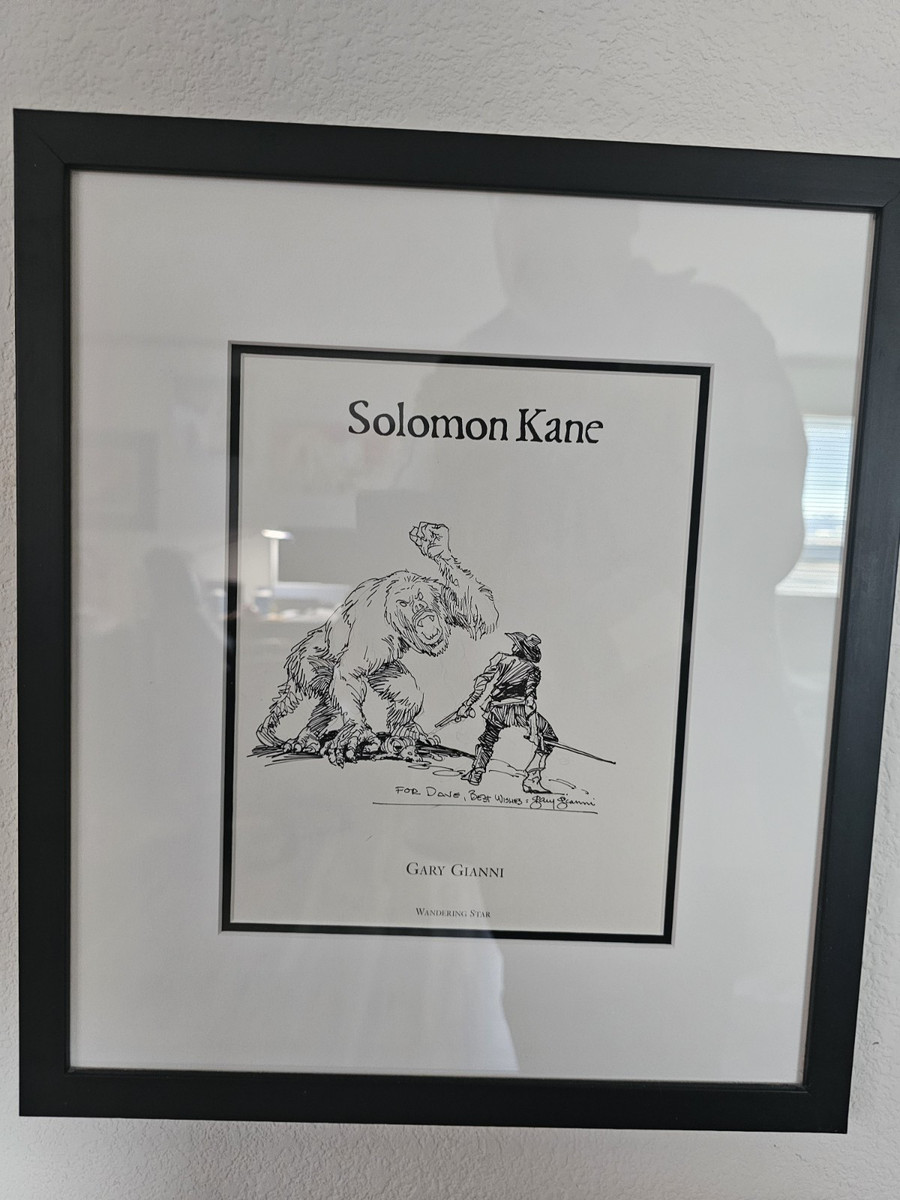 Solomon Kane
FOR DAVE, BEST WISHES: Gary Gianni
GARY GIANNI
WANDERING STAR